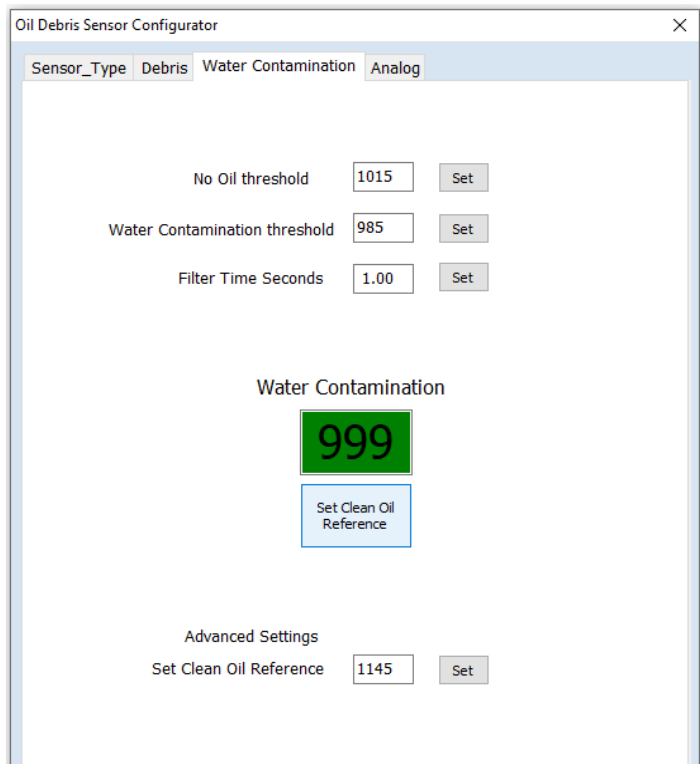 Oil Debris Sensor Configurator
Sensor_Type Debris Water Contamination Analog
No Oil threshold 1015 Set
Water Contamination threshold 985 Set
Filter Time Seconds 1.00 Set
Water Contamination
999
Set Clean Oil
Reference
Advanced Settings
Set Clean Oil Reference 1145 Set